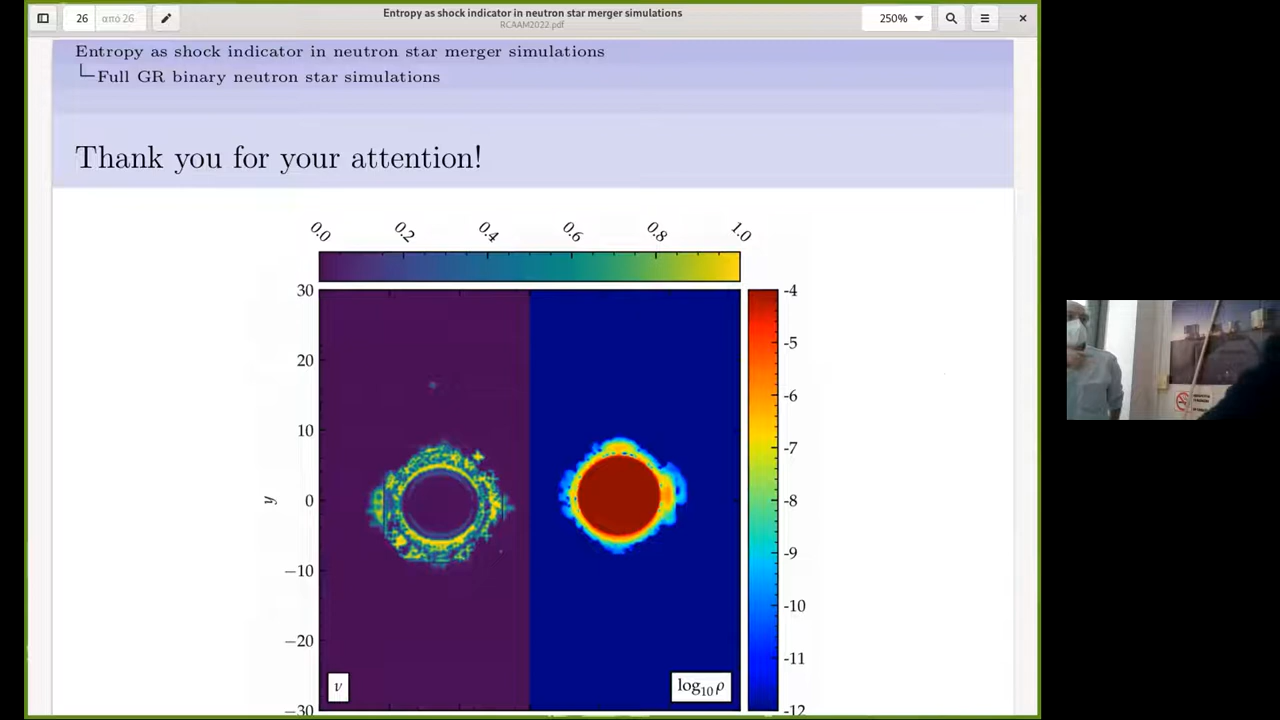 26
από 26
Entropy as shock indicator in neutron star merger simulations
RCAAM2022.pdf
250%
Entropy as shock indicator in neutron star merger simulations
Full GR binary neutron star simulations
Thank you for your attention!
0.0 0.2 0.4 0.6 0.8 1.0
30
20
10
0
−10
−20
−30
y
-4
-5
-6
-7
-8
-9
-10
-11
-12
ν
log10 ρ